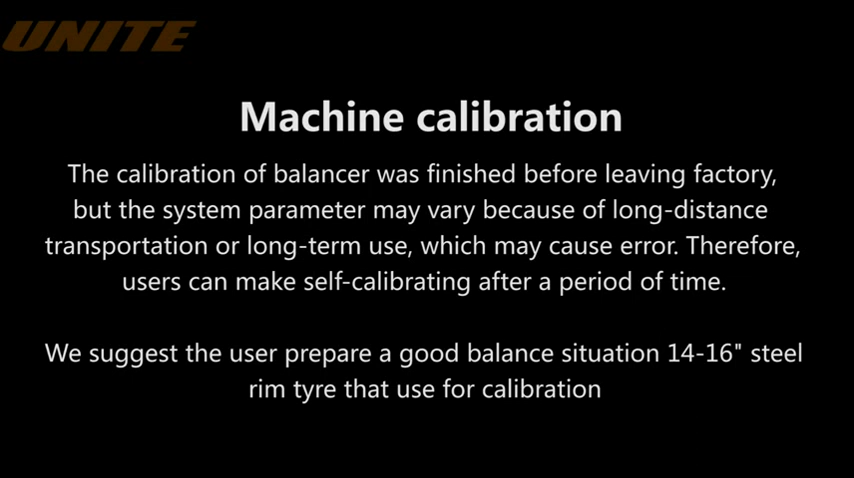 UNITE
Machine calibration
The calibration of balancer was finished before leaving factory,
but the system parameter may vary because of long-distance
transportation or long-term use, which may cause error. Therefore,
users can make self-calibrating after a period of time.
We suggest the user prepare a good balance situation 14-16" steel
rim tyre that use for calibration